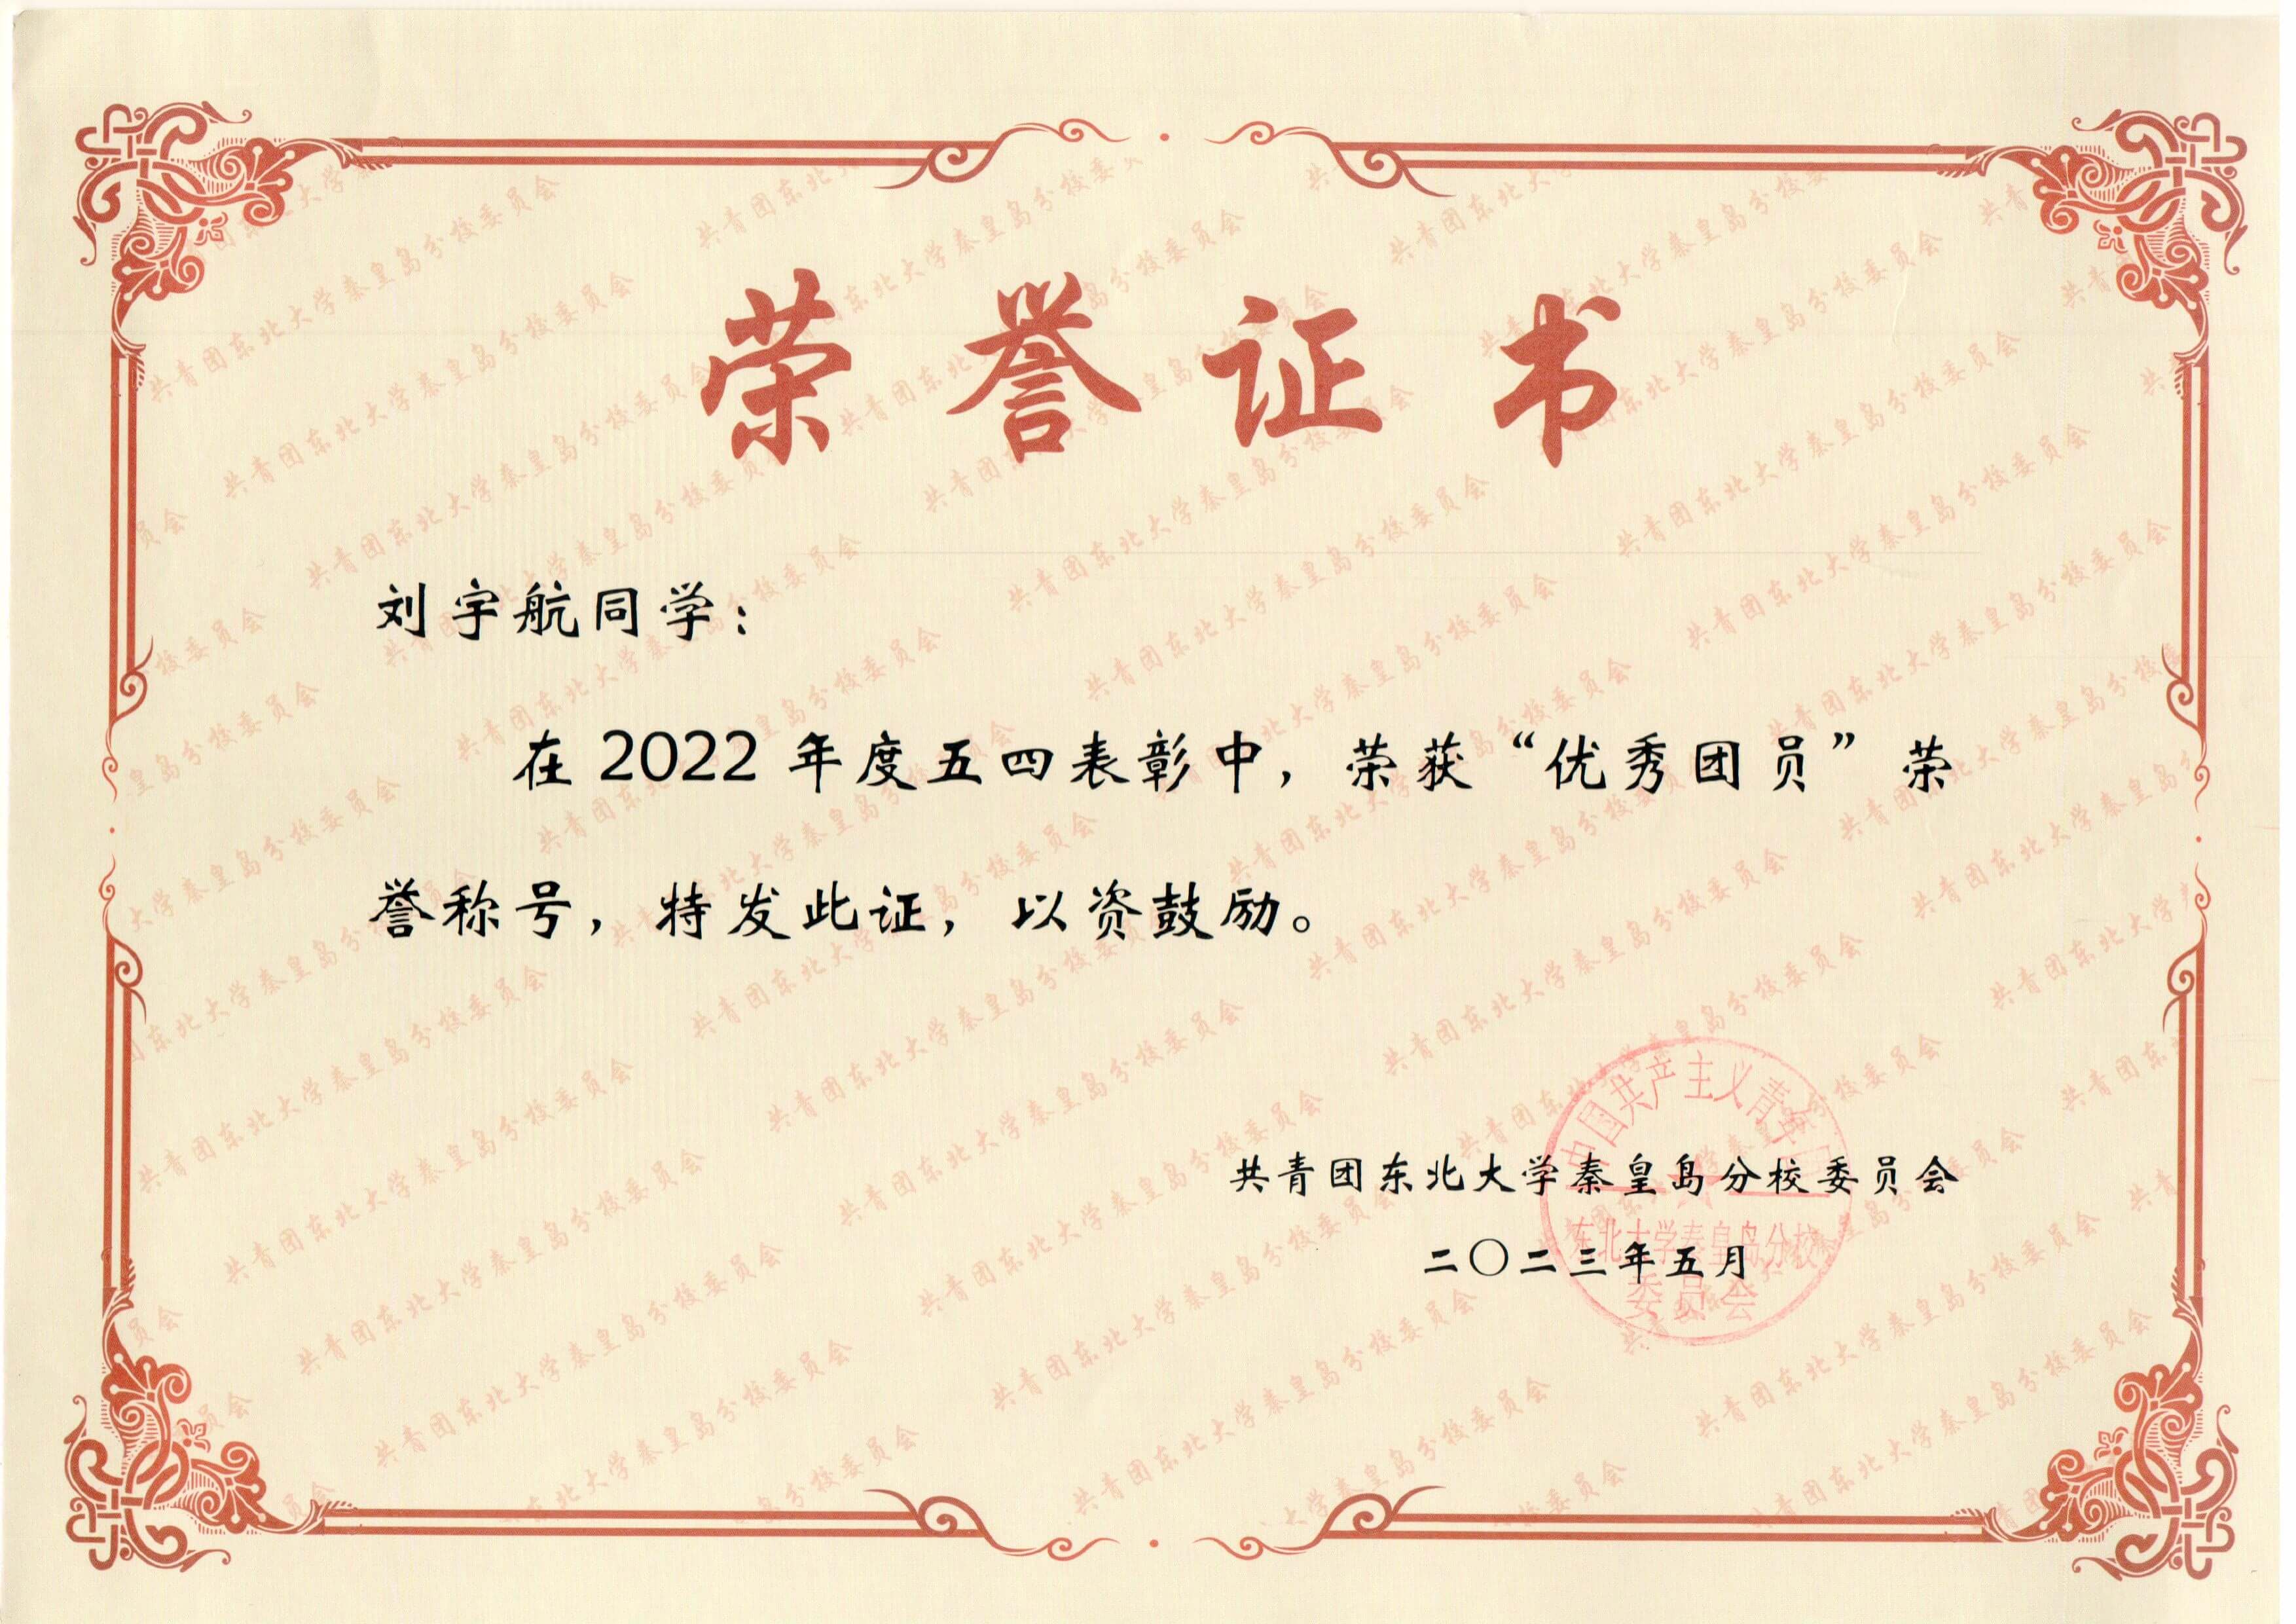 荣誉证书
刘宇航同学：
在 2022 年度五四表彰中，荣获“优秀团员”荣
誉称号，特发此证，以资鼓励。
共青团东北大学秦皇岛分校委员会
二〇二三年五月
中国共产主义青年团
东北大学秦皇岛分校
委员会